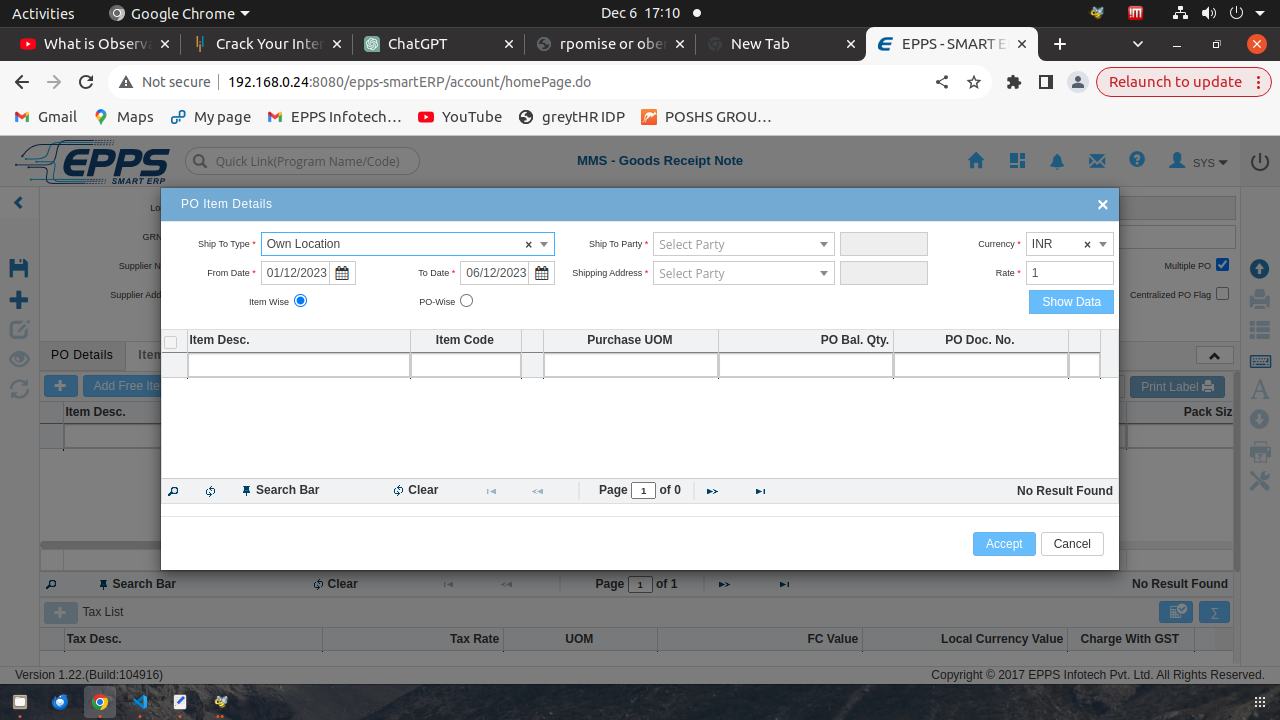 Activities Google Chrome Dec 6 17:10
What is Observa Crack Your Inter ChatGPT rpomise or ober New Tab EPPS - SMART E
Not secure 192.168.0.24:8080/epps-smartERP/account/homePage.do Relaunch to update
Gmail Maps My page EPPS Infotech… YouTube greytHR IDP POSHS GROU…
EPPS SMART ERP Quick Link(Program Name/Code) MMS - Goods Receipt Note SYS
PO Item Details ×
Ship To Type * Own Location × Ship To Party * Select Party Currency * INR ×
From Date * 01/12/2023 To Date * 06/12/2023 Shipping Address * Select Party Rate * 1
Item Wise PO-Wise Show Data
Lo
GRN
Supplier N
Supplier Add
Multiple PO
Centralized PO Flag
Item Desc. Item Code Purchase UOM PO Bal. Qty. PO Doc. No.
PO Details Item
Add Free Ite Print Label
Item Desc. Pack Siz
Search Bar Clear Page 1 of 0 No Result Found
Accept Cancel
Search Bar Clear Page 1 of 1 No Result Found
Tax List Σ
Tax Desc. Tax Rate UOM FC Value Local Currency Value Charge With GST
Version 1.22.(Build:104916) Copyright © 2017 EPPS Infotech Pvt. Ltd. All Rights Reserved.